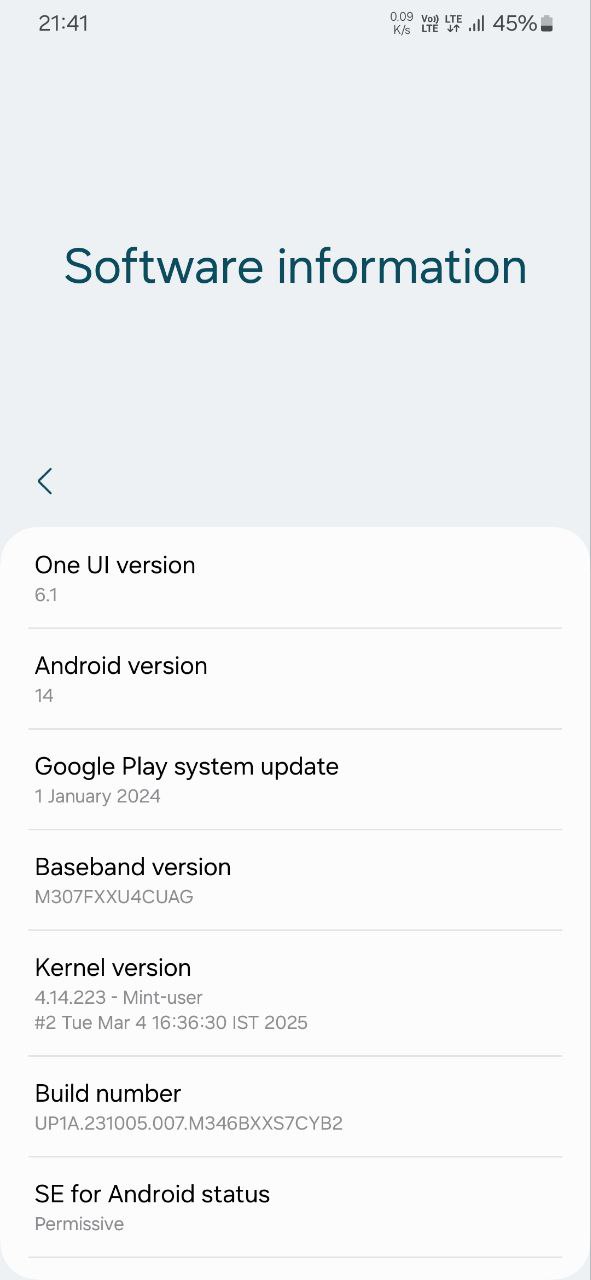 21:41
0.09 K/s Vo)) LTE LTE 45%
Software information
One UI version
6.1
Android version
14
Google Play system update
1 January 2024
Baseband version
M307FXXU4CUAG
Kernel version
4.14.223 - Mint-user
#2 Tue Mar 4 16:36:30 IST 2025
Build number
UP1A.231005.007.M346BXXS7CYB2
SE for Android status
Permissive